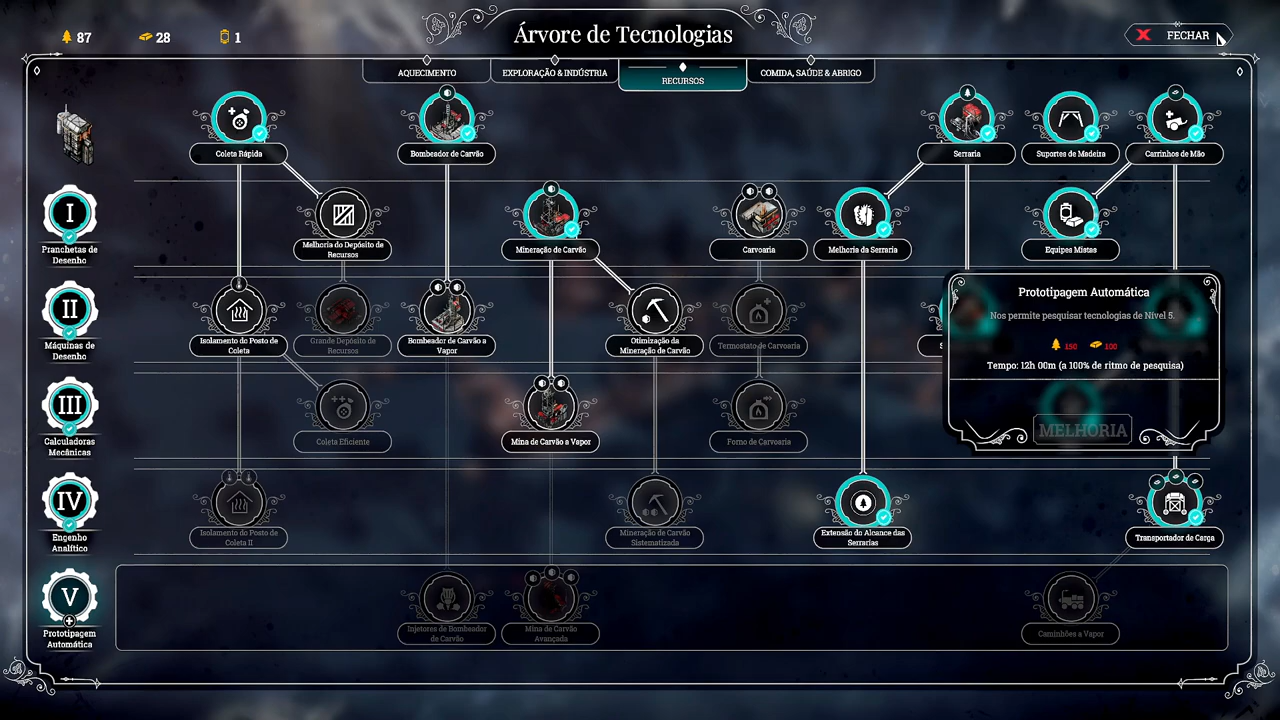 87
28
1
Árvore de Tecnologias
FECHAR
AQUECIMENTO
EXPLORAÇÃO & INDÚSTRIA
RECURSOS
COMIDA, SAÚDE & ABRIGO
Coleta Rápida
Bombeador de Carvão
Serraria
Suportes de Madeira
Carrinhos de Mão
I
Pranchetas de
Desenho
Melhoria do Depósito de
Recursos
Mineração de Carvão
Carvoaria
Melhoria da Serraria
Equipes Mistas
II
Máquinas de
Desenho
Isolamento do Posto de
Coleta
Grande Depósito de
Recursos
Bombeador de Carvão a
Vapor
Otimização da
Mineração de Carvão
Termostato de Carvoaria
S
Prototipagem Automática
Nos permite pesquisar tecnologias de Nível 5.
150
100
Tempo: 12h 00m (a 100% de ritmo de pesquisa)
MELHORIA
III
Calculadoras
Mecânicas
Coleta Eficiente
Mina de Carvão a Vapor
Forno de Carvoaria
IV
Engenho
Analítico
Isolamento do Posto de
Coleta II
Mineração de Carvão
Sistematizada
Extensão do Alcance das
Serrarias
Transportador de Carga
V
Prototipagem
Automática
Injetores de Bombeador
de Carvão
Mina de Carvão
Avançada
Caminhões a Vapor